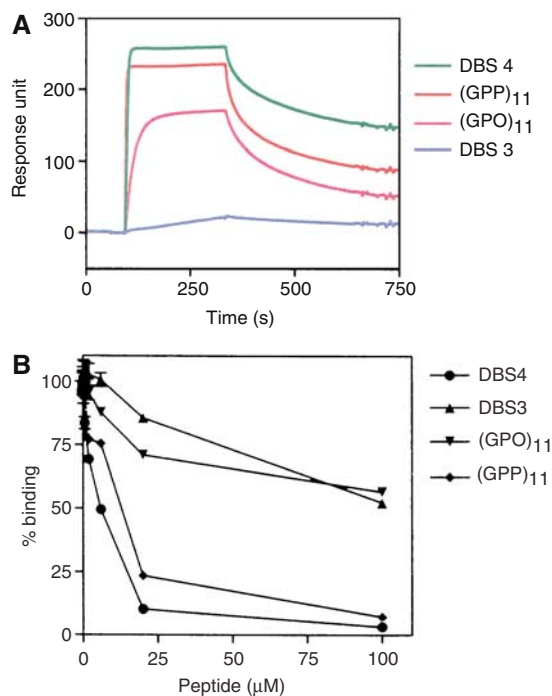 A
300
200
100
0
Response unit
0 250 500 750
Time (s)
DBS 4
(GPP)11
(GPO)11
DBS 3
B
100
75
50
25
0
% binding
0 25 50 75 100
Peptide (μM)
DBS4
DBS3
(GPO)11
(GPP)11